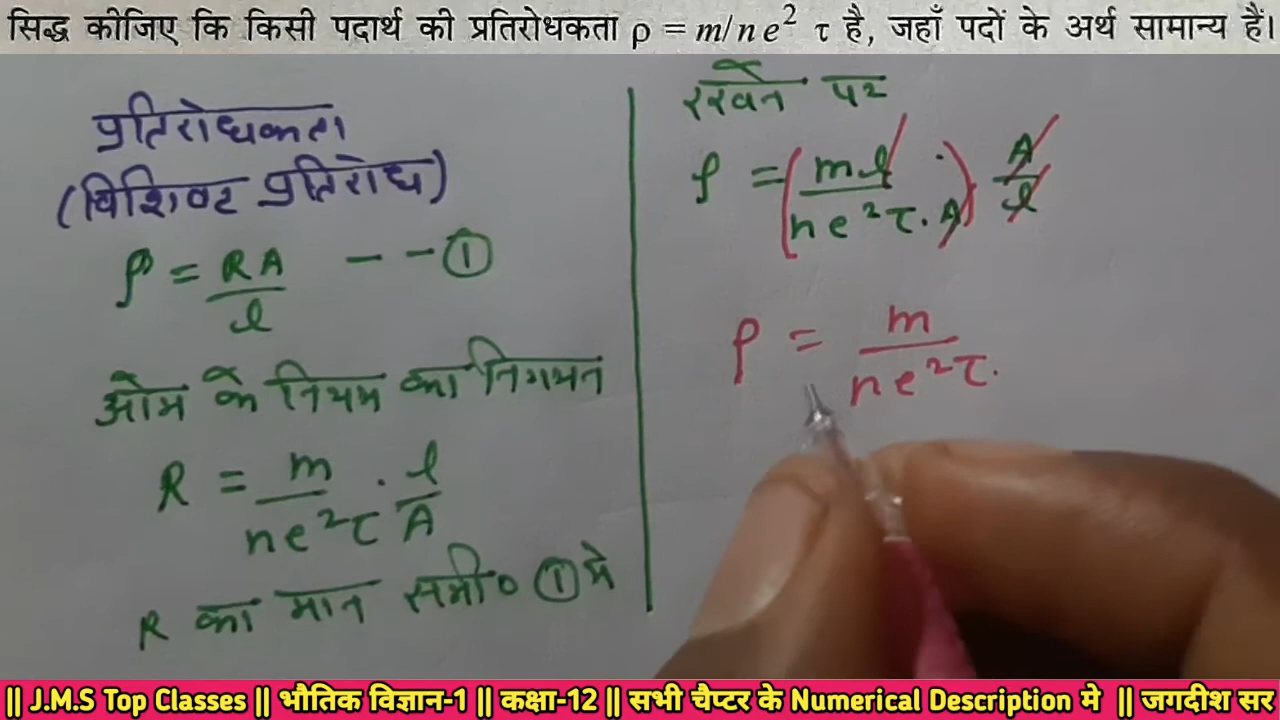 सिद्ध कीजिए कि किसी पदार्थ की प्रतिरोधकता ρ = m/ne² τ है, जहाँ पदों के अर्थ सामान्य हैं।
प्रतिरोधकता
(विशिष्ट प्रतिरोध)
ρ = RA/l - - ①
ओम के नियम का निगमन
R = m/ne²τ . l/A
R का मान समी० ① मे
रखने पर
ρ = (ml/ne²τ.A) . A/l
ρ = m/ne²τ.
|| J.M.S Top Classes || भौतिक विज्ञान-1 || कक्षा-12 || सभी चैप्टर के Numerical Description मे || जगदीश सर